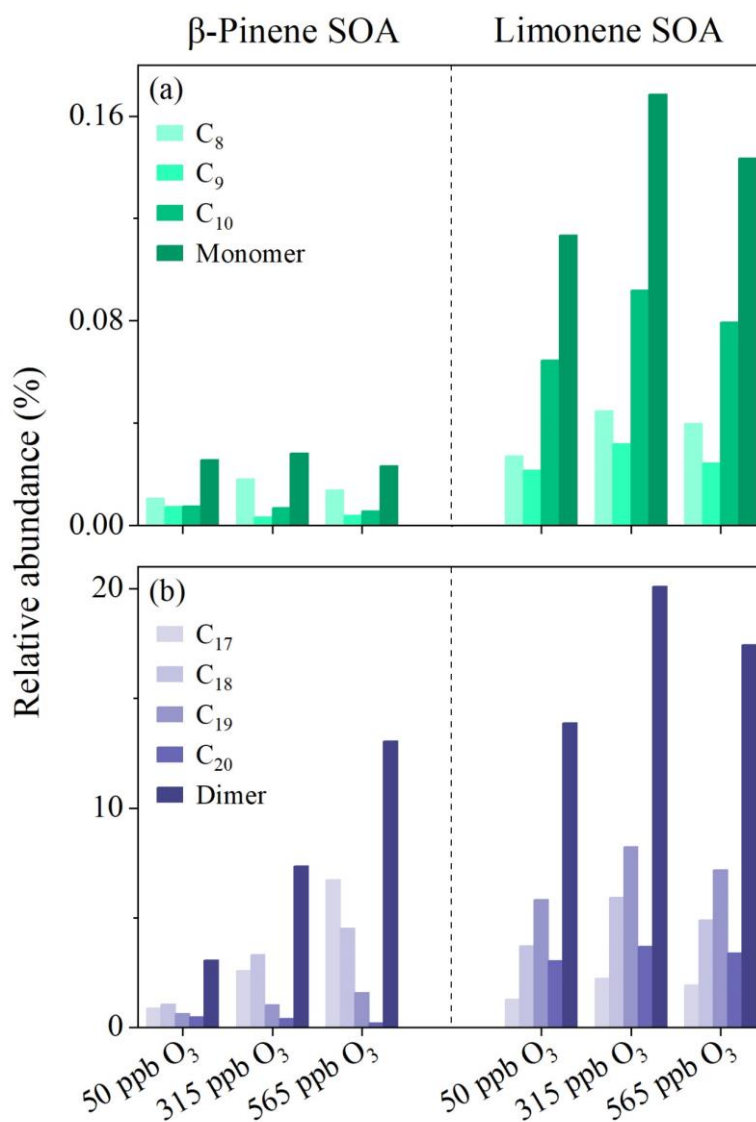 β-Pinene SOA
Limonene SOA
(a)
C8
C9
C10
Monomer
0.16
0.08
0.00
Relative abundance (%)
(b)
C17
C18
C19
C20
Dimer
20
10
0
50 ppb O3
315 ppb O3
565 ppb O3
50 ppb O3
315 ppb O3
565 ppb O3